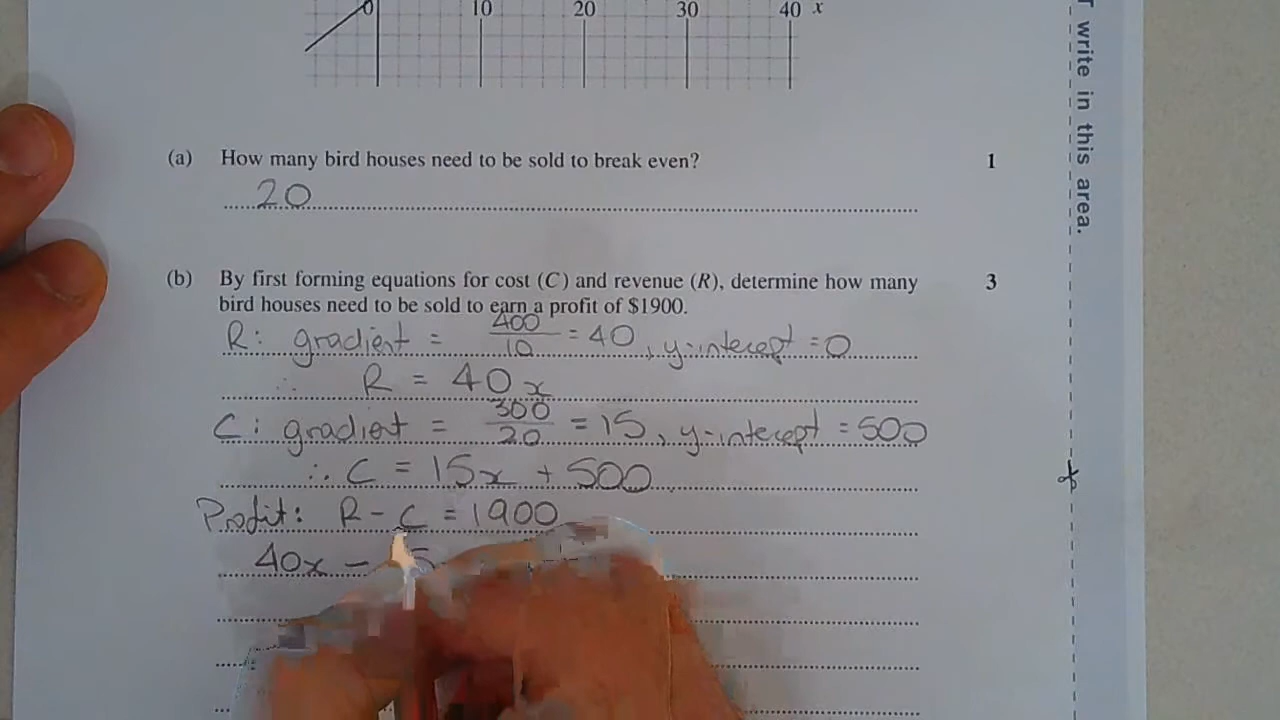 0 10 20 30 40 x
write in this area.
(a) How many bird houses need to be sold to break even? 1
20
(b) By first forming equations for cost (C) and revenue (R), determine how many 3
bird houses need to be sold to earn a profit of $1900.
R: gradient = 400/10 = 40, y-intecept = 0
∴ R = 40x
C: gradient = 300/20 = 15, y-intecept = 500
∴ C = 15x + 500
Profit: R - C = 1900
40x -